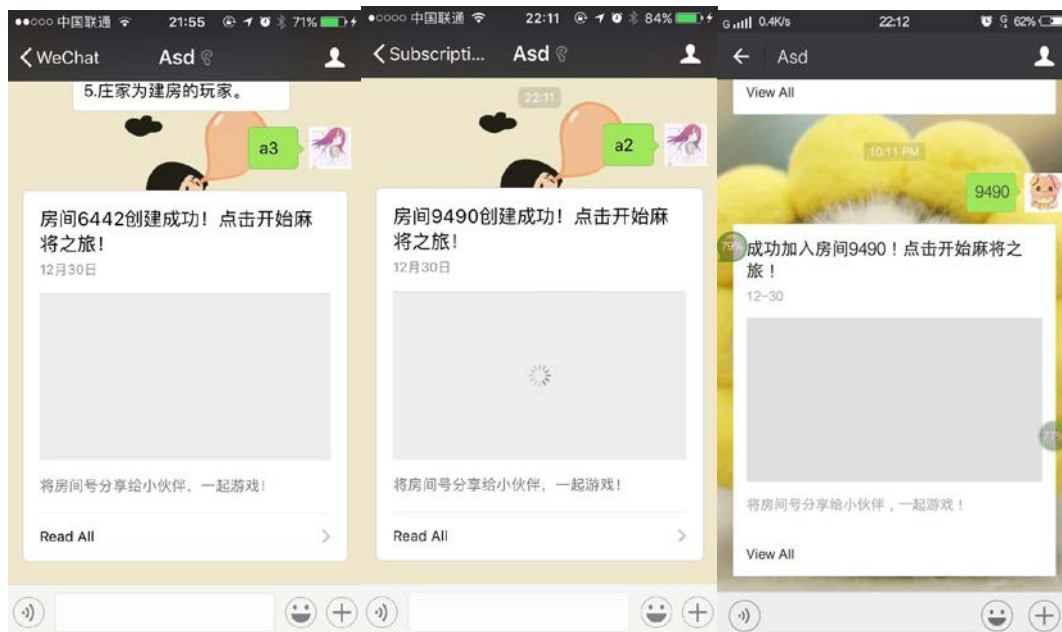 中国联通 21:55 71%
WeChat Asd
5.庄家为建房的玩家。
a3
房间6442创建成功！点击开始麻
将之旅！
12月30日
将房间号分享给小伙伴，一起游戏！
Read All
中国联通 22:11 84%
Subscripti... Asd
22:11
a2
房间9490创建成功！点击开始麻
将之旅！
12月30日
将房间号分享给小伙伴，一起游戏！
Read All
G 0.4K/s 22:12 62%
Asd
View All
10:11 PM
9490
79%
成功加入房间9490！点击开始麻将之
旅！
12-30
77%
将房间号分享给小伙伴，一起游戏！
View All